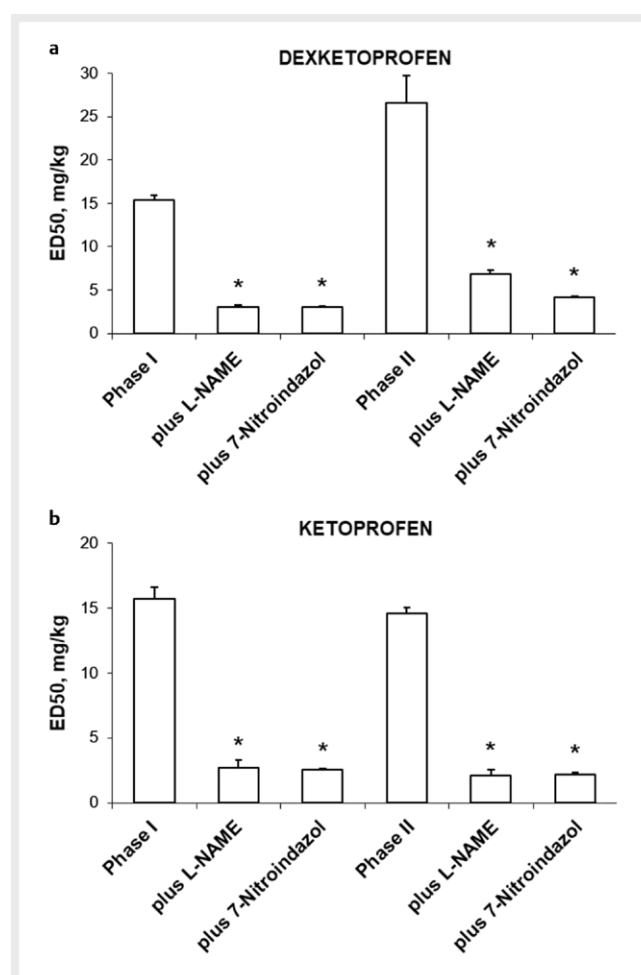 a
DEXKETOPROFEN
ED50, mg/kg
30
25
20
15
10
5
0
*
*
*
*
Phase I
plus L-NAME
plus 7-Nitroindazol
Phase II
plus L-NAME
plus 7-Nitroindazol
b
KETOPROFEN
ED50, mg/kg
20
15
10
5
0
*
*
*
*
Phase I
plus L-NAME
plus 7-Nitroindazol
Phase II
plus L-NAME
plus 7-Nitroindazol